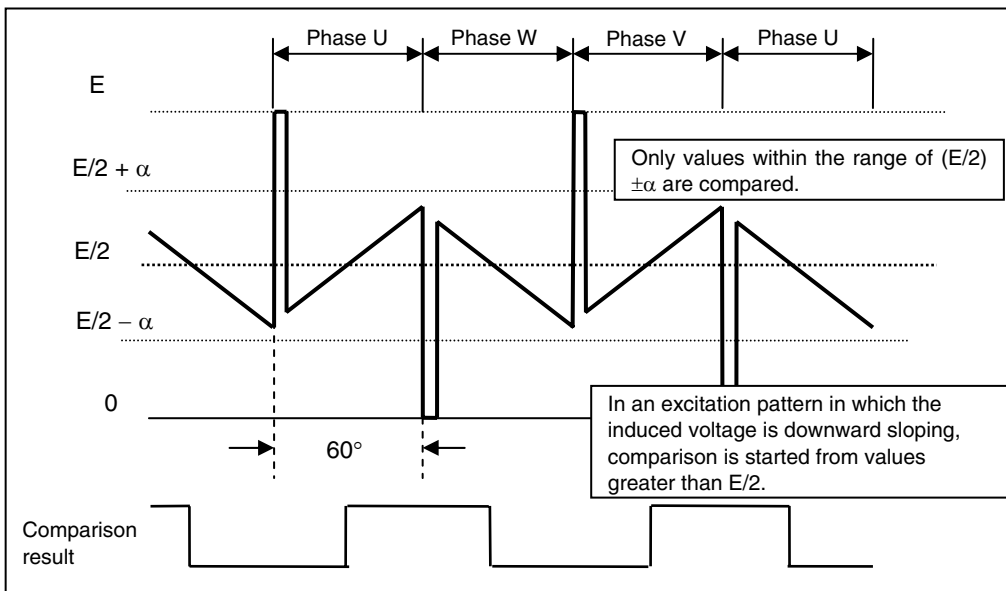 Phase U Phase W Phase V Phase U
E
E/2 + α
Only values within the range of (E/2)
±α are compared.
E/2
E/2 − α
0
In an excitation pattern in which the
induced voltage is downward sloping,
comparison is started from values
greater than E/2.
60°
Comparison
result